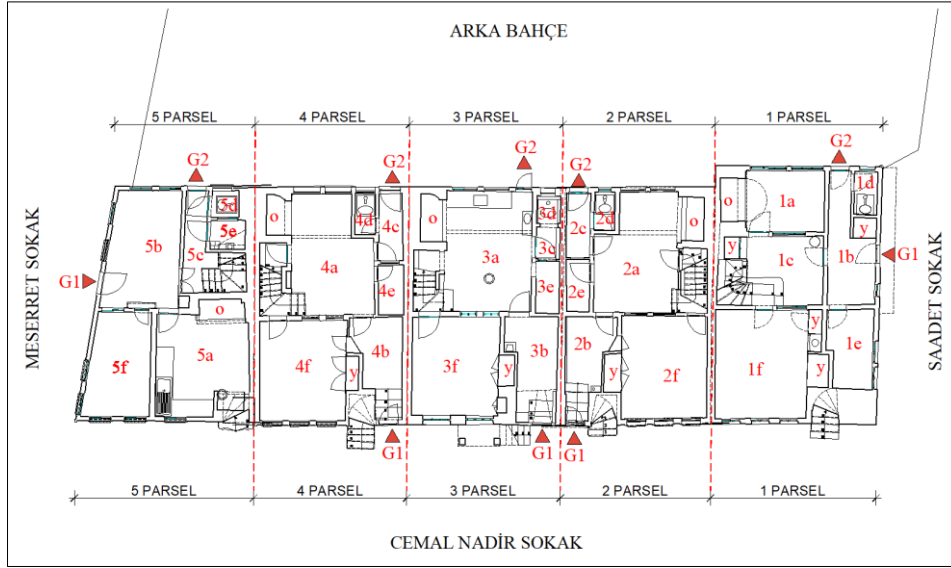 ARKA BAHÇE
5 PARSEL 4 PARSEL 3 PARSEL 2 PARSEL 1 PARSEL
G2 G2 G2 G2 G2
5d o 4d 4c o 3d 2c 2d o o 1a 1d
5b 5e 5c 4a 3a 3c 2a y 1c y 1b
MESERRET SOKAK
G1
4e 3e 2e
G1
SAADET SOKAK
o
5f 5a 4f y 4b 3f y 3b 2b y 2f 1f y y 1e
G1 G1 G1
5 PARSEL 4 PARSEL 3 PARSEL 2 PARSEL 1 PARSEL
CEMAL NADİR SOKAK